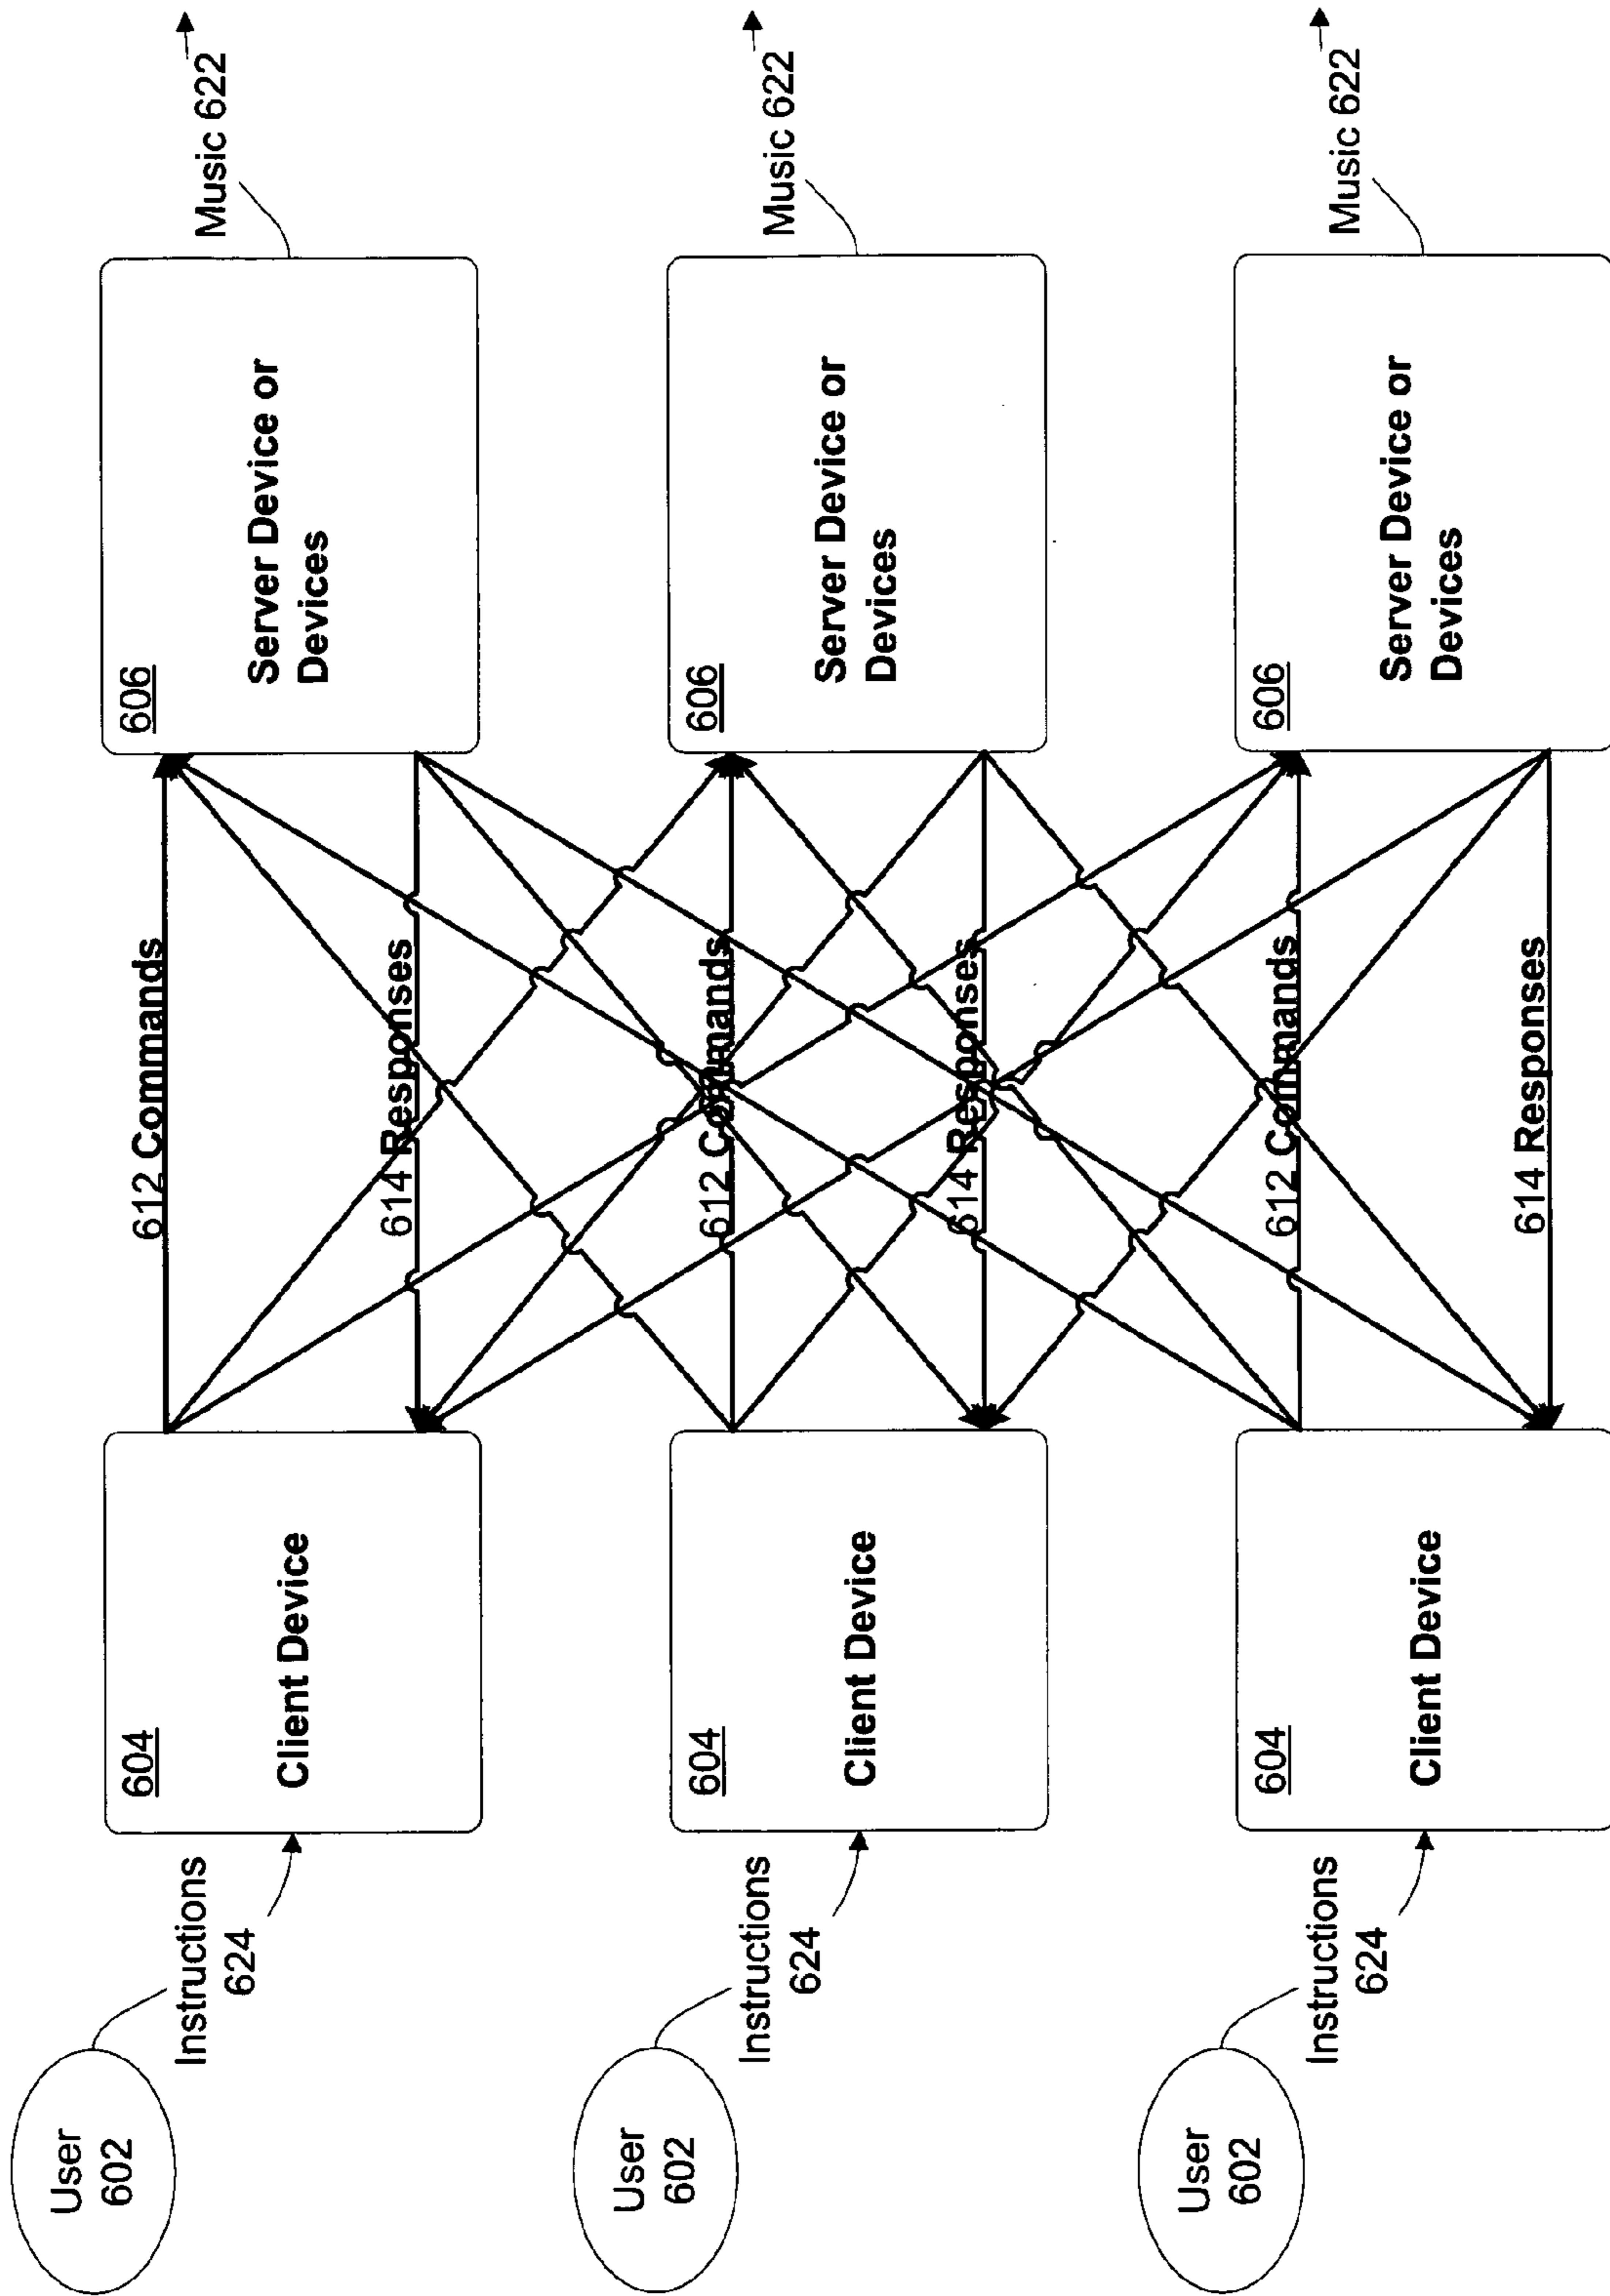 User
602
Instructions
624
604
Client Device
612 Commands
614 Responses
606
Server Device or
Devices
Music 622
User
602
Instructions
624
604
Client Device
612 Commands
614 Responses
606
Server Device or
Devices
Music 622
User
602
Instructions
624
604
Client Device
612 Commands
614 Responses
606
Server Device or
Devices
Music 622